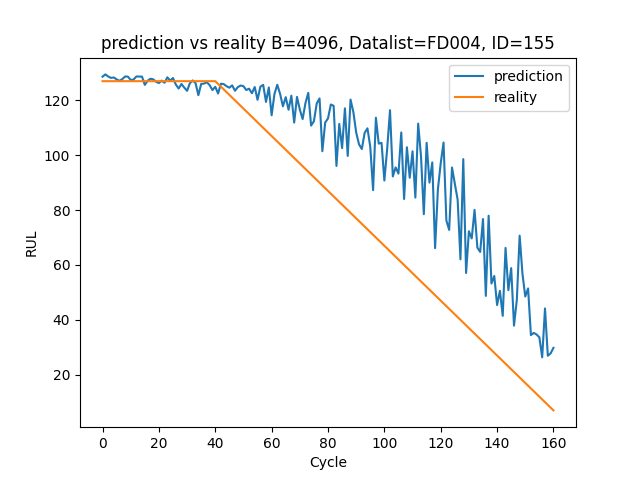 prediction vs reality B=4096, Datalist=FD004, ID=155
prediction
reality
RUL
120
100
80
60
40
20
0 20 40 60 80 100 120 140 160
Cycle